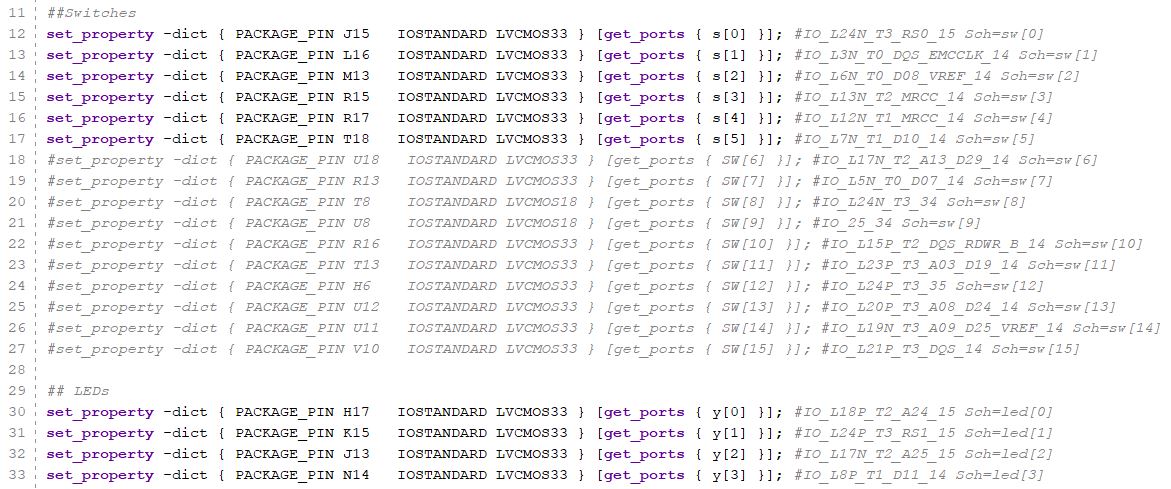 11 ##Switches
12 set_property -dict { PACKAGE_PIN J15   IOSTANDARD LVCMOS33 } [get_ports { s[0] }]; #IO_L24N_T3_RS0_15 Sch=sw[0]
13 set_property -dict { PACKAGE_PIN L16   IOSTANDARD LVCMOS33 } [get_ports { s[1] }]; #IO_L3N_T0_DQS_EMCCLK_14 Sch=sw[1]
14 set_property -dict { PACKAGE_PIN M13   IOSTANDARD LVCMOS33 } [get_ports { s[2] }]; #IO_L6N_T0_D08_VREF_14 Sch=sw[2]
15 set_property -dict { PACKAGE_PIN R15   IOSTANDARD LVCMOS33 } [get_ports { s[3] }]; #IO_L13N_T2_MRCC_14 Sch=sw[3]
16 set_property -dict { PACKAGE_PIN R17   IOSTANDARD LVCMOS33 } [get_ports { s[4] }]; #IO_L12N_T1_MRCC_14 Sch=sw[4]
17 set_property -dict { PACKAGE_PIN T18   IOSTANDARD LVCMOS33 } [get_ports { s[5] }]; #IO_L7N_T1_D10_14 Sch=sw[5]
18 #set_property -dict { PACKAGE_PIN U18   IOSTANDARD LVCMOS33 } [get_ports { SW[6] }]; #IO_L17N_T2_A13_D29_14 Sch=sw[6]
19 #set_property -dict { PACKAGE_PIN R13   IOSTANDARD LVCMOS33 } [get_ports { SW[7] }]; #IO_L5N_T0_D07_14 Sch=sw[7]
20 #set_property -dict { PACKAGE_PIN T8    IOSTANDARD LVCMOS18 } [get_ports { SW[8] }]; #IO_L24N_T3_34 Sch=sw[8]
21 #set_property -dict { PACKAGE_PIN U8    IOSTANDARD LVCMOS18 } [get_ports { SW[9] }]; #IO_25_34 Sch=sw[9]
22 #set_property -dict { PACKAGE_PIN R16   IOSTANDARD LVCMOS33 } [get_ports { SW[10] }]; #IO_L15P_T2_DQS_RDWR_B_14 Sch=sw[10]
23 #set_property -dict { PACKAGE_PIN T13   IOSTANDARD LVCMOS33 } [get_ports { SW[11] }]; #IO_L23P_T3_A03_D19_14 Sch=sw[11]
24 #set_property -dict { PACKAGE_PIN H6    IOSTANDARD LVCMOS33 } [get_ports { SW[12] }]; #IO_L24P_T3_35 Sch=sw[12]
25 #set_property -dict { PACKAGE_PIN U12   IOSTANDARD LVCMOS33 } [get_ports { SW[13] }]; #IO_L20P_T3_A08_D24_14 Sch=sw[13]
26 #set_property -dict { PACKAGE_PIN U11   IOSTANDARD LVCMOS33 } [get_ports { SW[14] }]; #IO_L19N_T3_A09_D25_VREF_14 Sch=sw[14]
27 #set_property -dict { PACKAGE_PIN V10   IOSTANDARD LVCMOS33 } [get_ports { SW[15] }]; #IO_L21P_T3_DQS_14 Sch=sw[15]
28
29 ## LEDs
30 set_property -dict { PACKAGE_PIN H17   IOSTANDARD LVCMOS33 } [get_ports { y[0] }]; #IO_L18P_T2_A24_15 Sch=led[0]
31 set_property -dict { PACKAGE_PIN K15   IOSTANDARD LVCMOS33 } [get_ports { y[1] }]; #IO_L24P_T3_RS1_15 Sch=led[1]
32 set_property -dict { PACKAGE_PIN J13   IOSTANDARD LVCMOS33 } [get_ports { y[2] }]; #IO_L17N_T2_A25_15 Sch=led[2]
33 set_property -dict { PACKAGE_PIN N14   IOSTANDARD LVCMOS33 } [get_ports { y[3] }]; #IO_L8P_T1_D11_14 Sch=led[3]